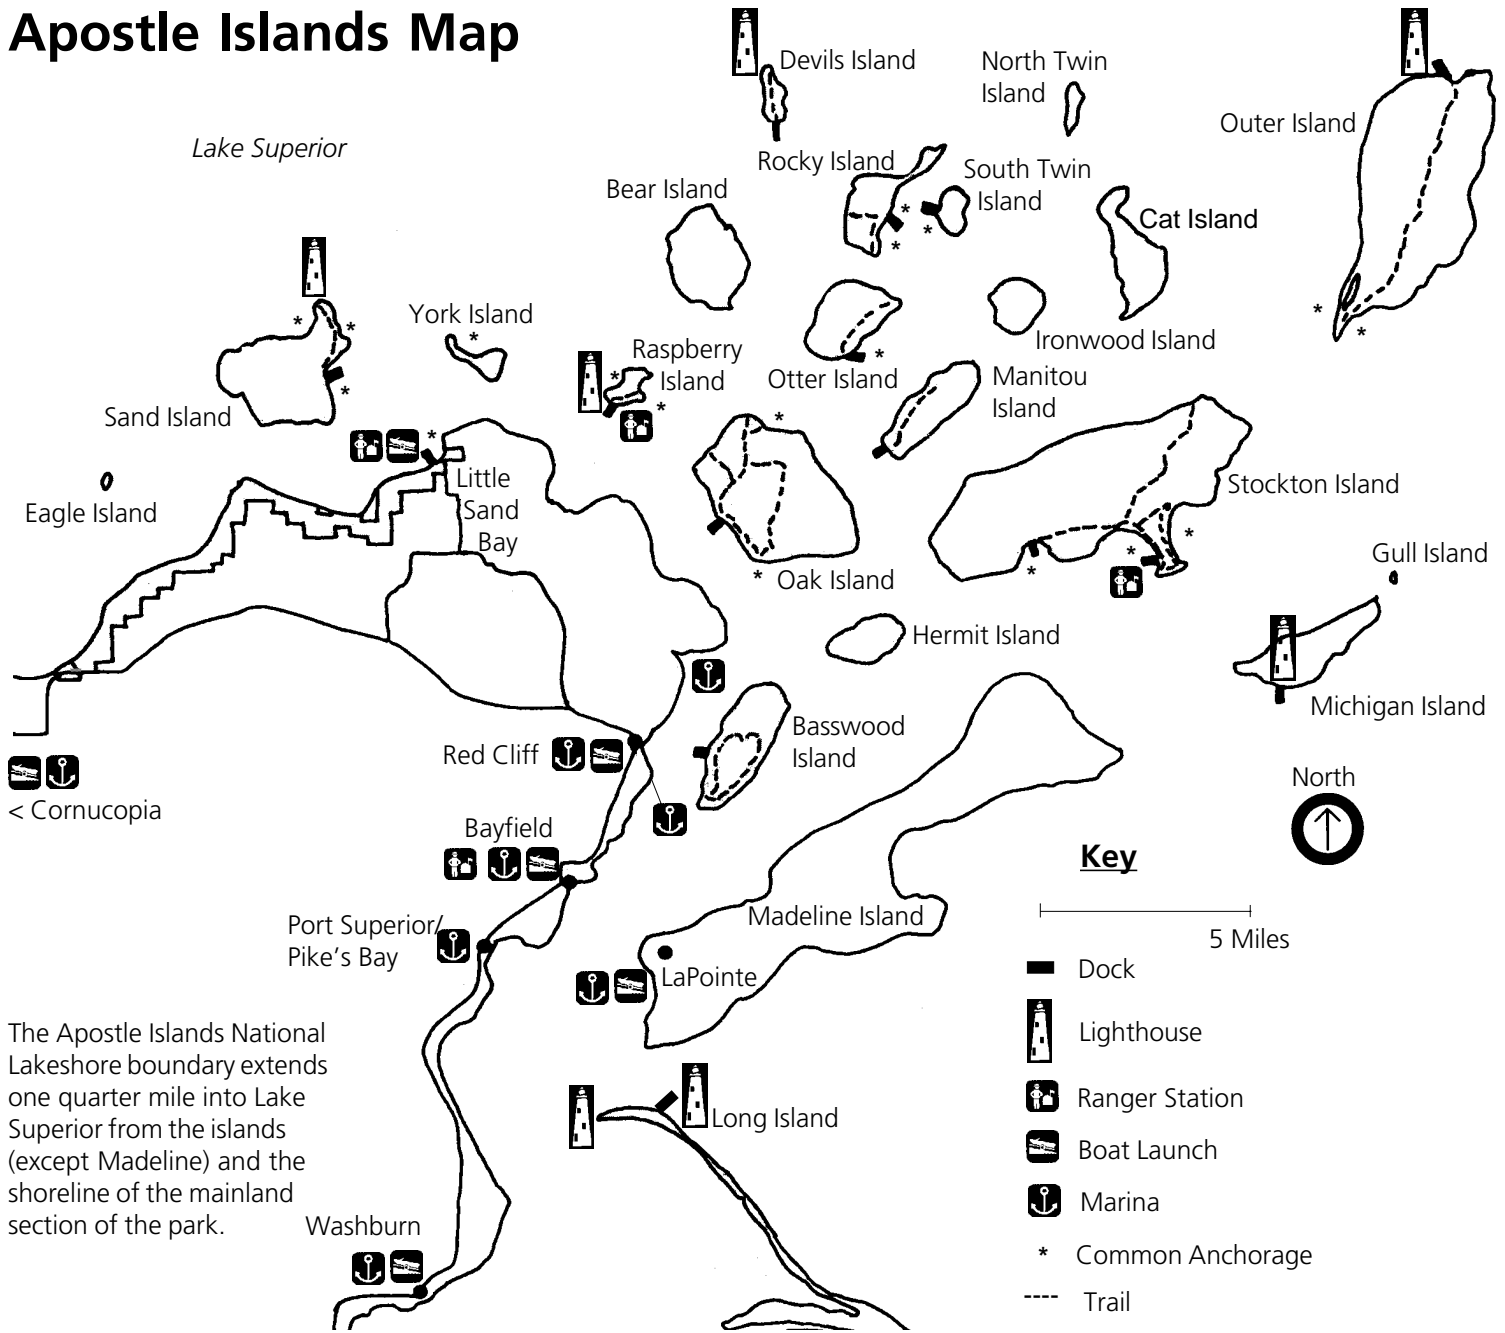 Apostle Islands Map
Devils Island
North Twin
Island
Outer Island
Lake Superior
Rocky Island
South Twin
Island
Bear Island
Cat Island
York Island
Ironwood Island
Raspberry
Island
Otter Island
Manitou
Island
Sand Island
Little
Sand
Bay
Stockton Island
Eagle Island
Gull Island
Oak Island
Hermit Island
Michigan Island
Basswood
Island
Red Cliff
North
< Cornucopia
Bayfield
Key
Port Superior/
Pike's Bay
Madeline Island
5 Miles
LaPointe
Dock
The Apostle Islands National
Lakeshore boundary extends
one quarter mile into Lake
Superior from the islands
(except Madeline) and the
shoreline of the mainland
section of the park.
Lighthouse
Ranger Station
Long Island
Boat Launch
Marina
Washburn
* Common Anchorage
---- Trail